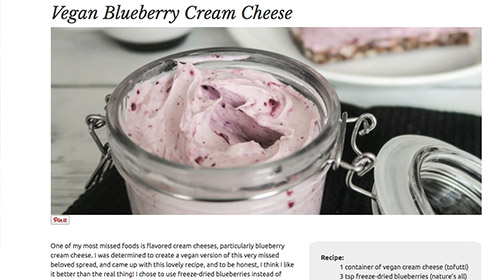 Vegan Blueberry Cream Cheese
Pin it
One of my most missed foods is flavored cream cheeses, particularly blueberry
cream cheese. I was determined to create a vegan version of this very missed
beloved spread, and came up with this lovely recipe, and to be honest, I think I like
it better than the real thing! I chose to use freeze-dried blueberries instead of
Recipe:
1 container of vegan cream cheese (tofutti)
3 tsp freeze-dried blueberries (nature's all)